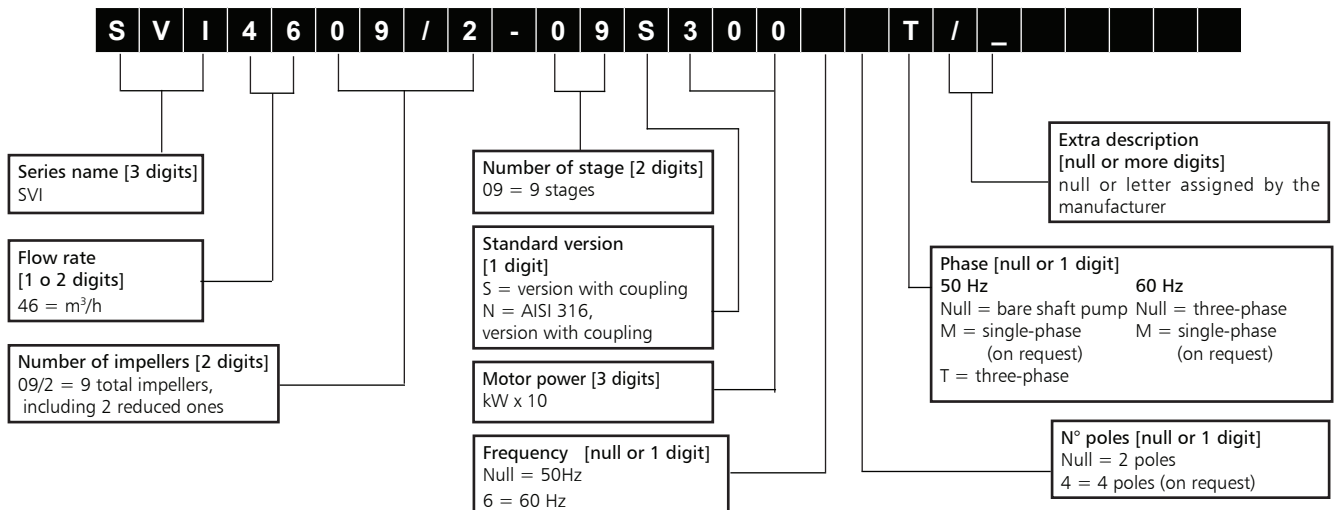 S V I 4 6 0 9 / 2 - 0 9 S 3 0 0 T / _
Series name [3 digits]
SVI
Flow rate
[1 o 2 digits]
46 = m³/h
Number of impellers [2 digits]
09/2 = 9 total impellers,
including 2 reduced ones
Number of stage [2 digits]
09 = 9 stages
Standard version
[1 digit]
S = version with coupling
N = AISI 316,
version with coupling
Motor power [3 digits]
kW x 10
Frequency [null or 1 digit]
Null = 50Hz
6 = 60 Hz
Extra description
[null or more digits]
null or letter assigned by the
manufacturer
Phase [null or 1 digit]
50 Hz 60 Hz
Null = bare shaft pump Null = three-phase
M = single-phase M = single-phase
(on request) (on request)
T = three-phase
N° poles [null or 1 digit]
Null = 2 poles
4 = 4 poles (on request)